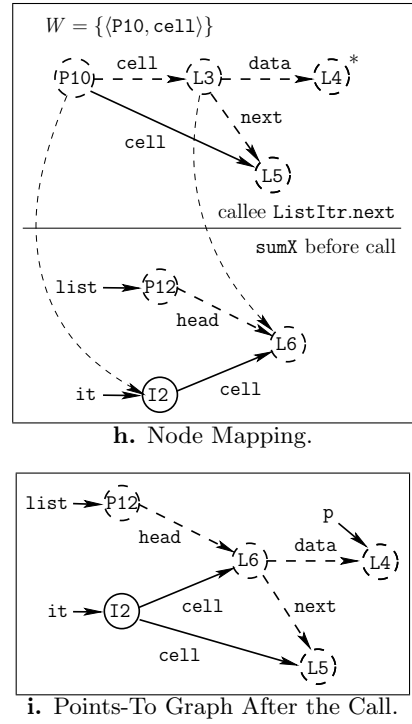 W = {⟨P10, cell⟩}
P10 cell L3 data L4*
next
cell
L5
callee ListItr.next
sumX before call
list P12
head
L6
it I2 cell
h. Node Mapping.
p
list P12
head data
L6 L4
it I2 cell next
cell
L5
i. Points-To Graph After the Call.